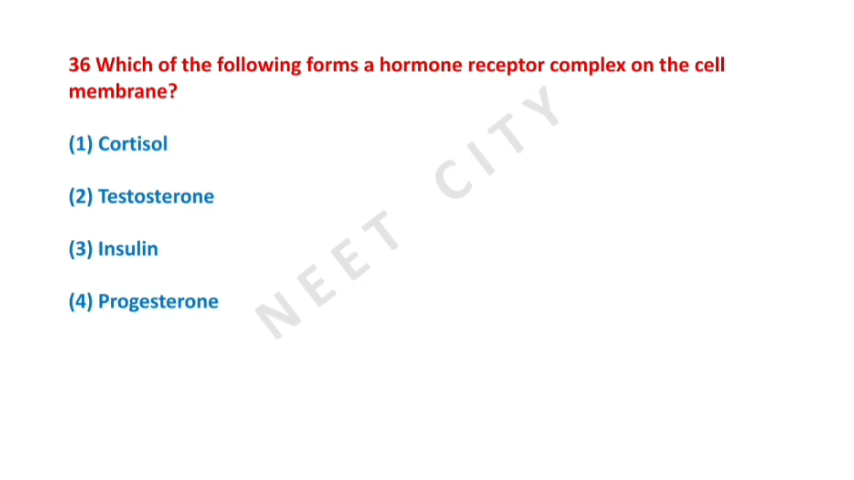 36 Which of the following forms a hormone receptor complex on the cell
membrane?
(1) Cortisol
(2) Testosterone
(3) Insulin
(4) Progesterone
NEET CITY